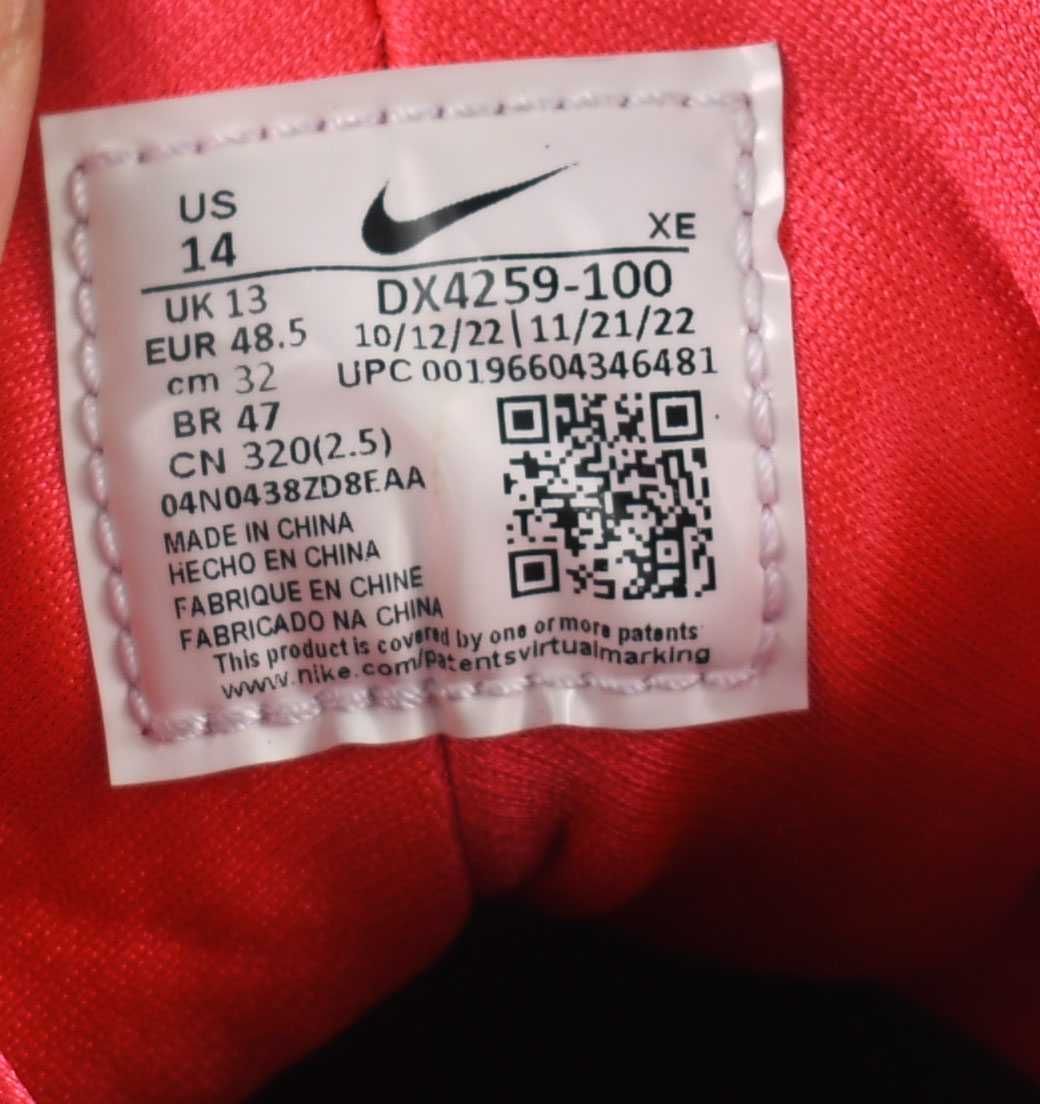 US
14
XE
UK 13
DX4259-100
EUR 48.5
10/12/22|11/21/22
cm 32
UPC 00196604346481
BR 47
CN 320(2.5)
04N0438ZD8EAA
MADE IN CHINA
HECHO EN CHINA
FABRIQUE EN CHINE
FABRICADO NA CHINA
This product is covered by one or more patents
www.nike.com/patentsvirtualmarking